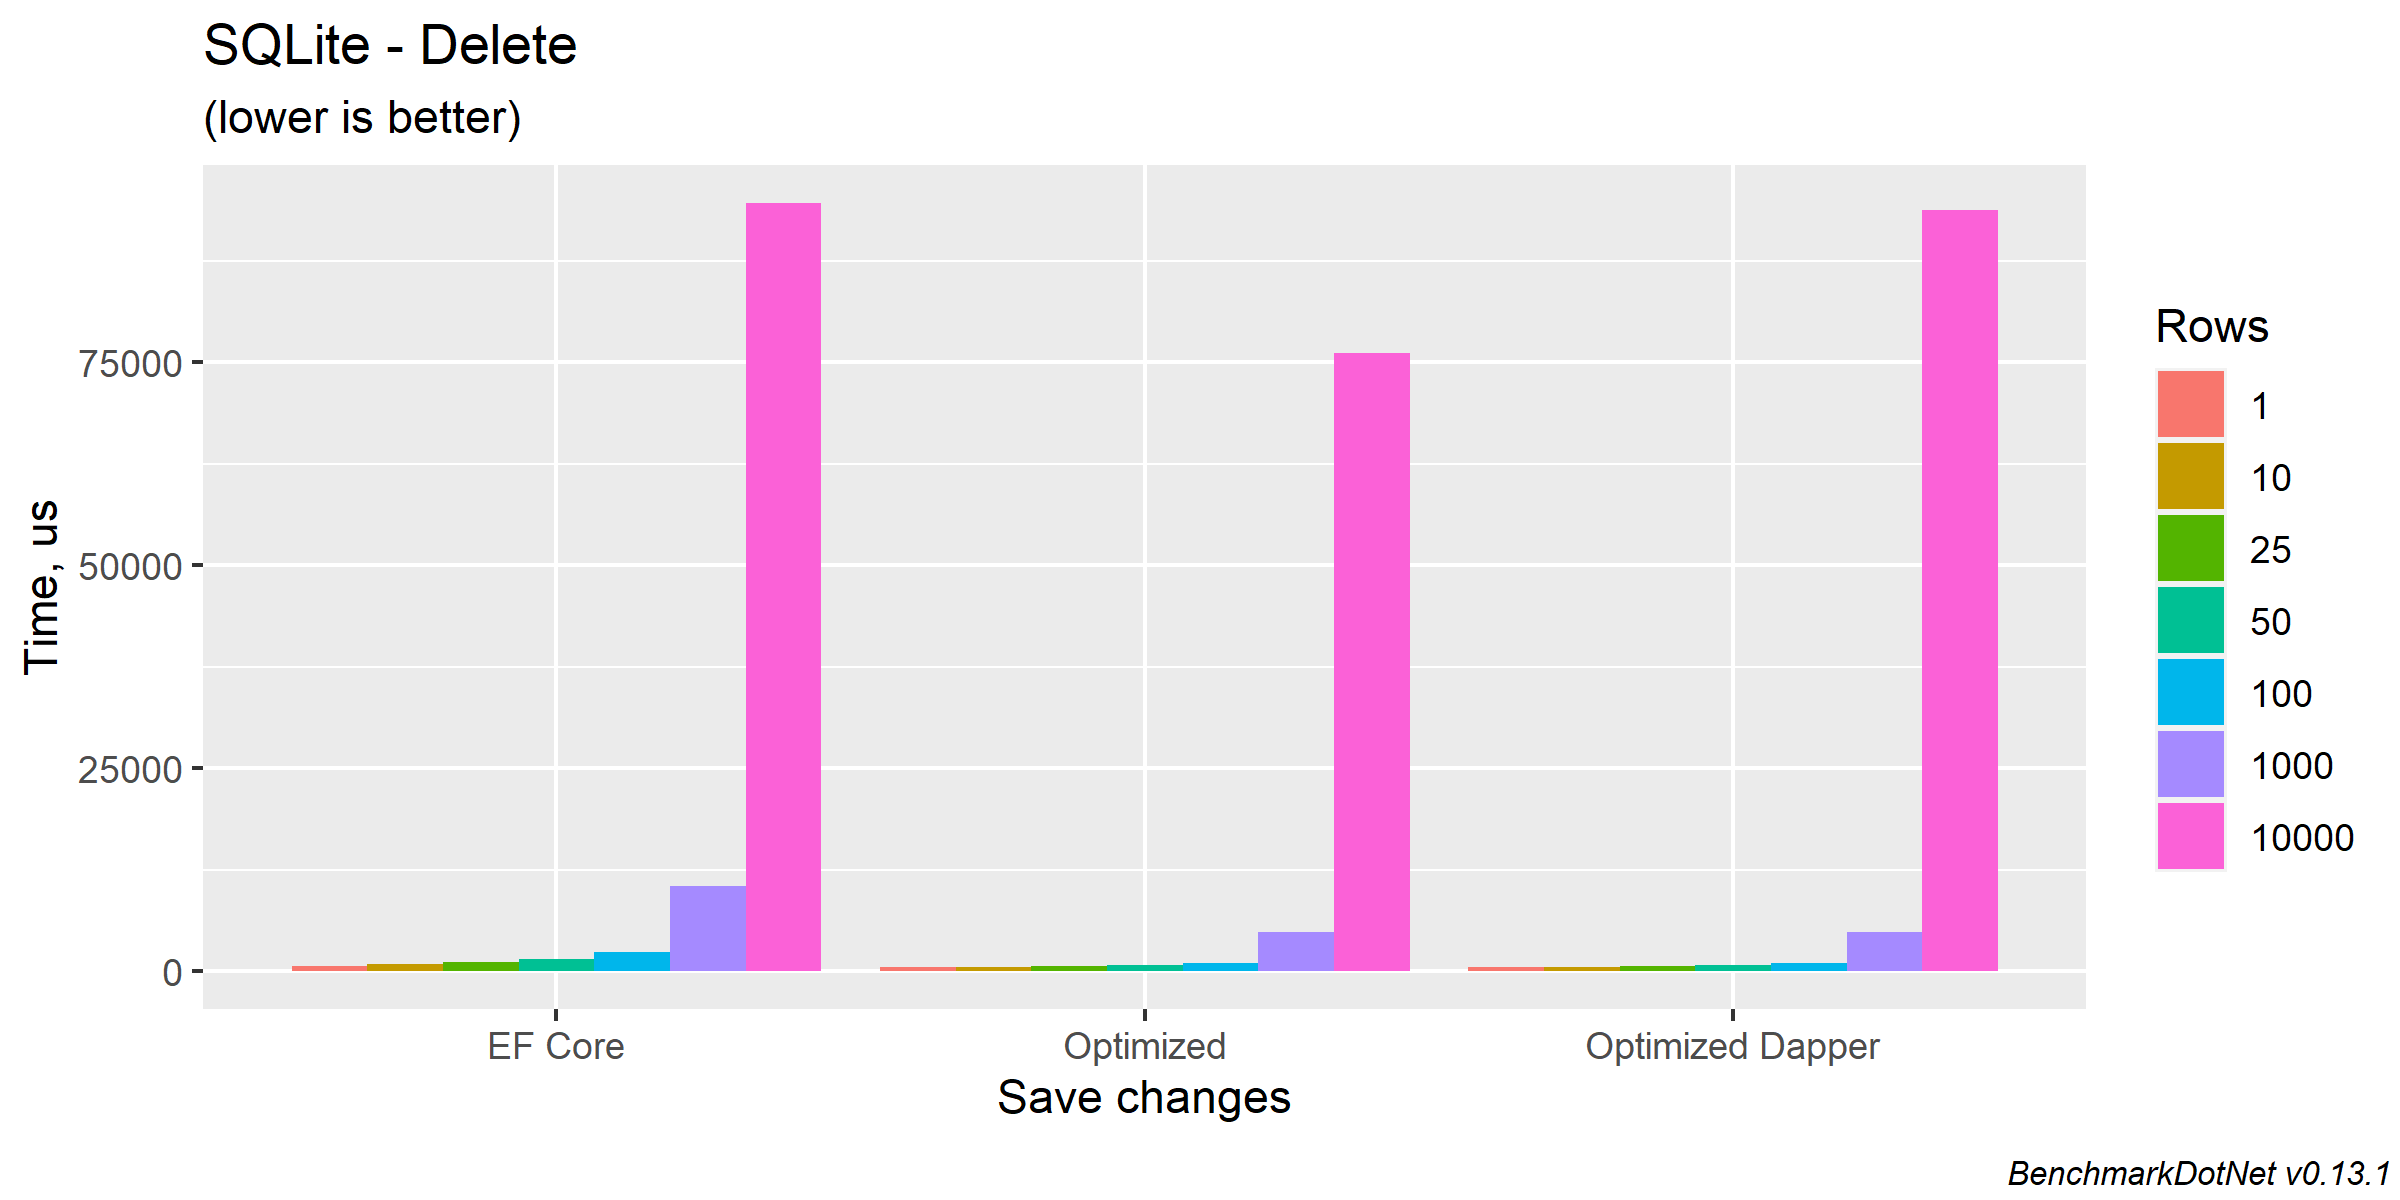 SQLite - Delete
(lower is better)
Time, us
75000
50000
25000
0
EF Core
Optimized
Optimized Dapper
Save changes
Rows
1
10
25
50
100
1000
10000
BenchmarkDotNet v0.13.1